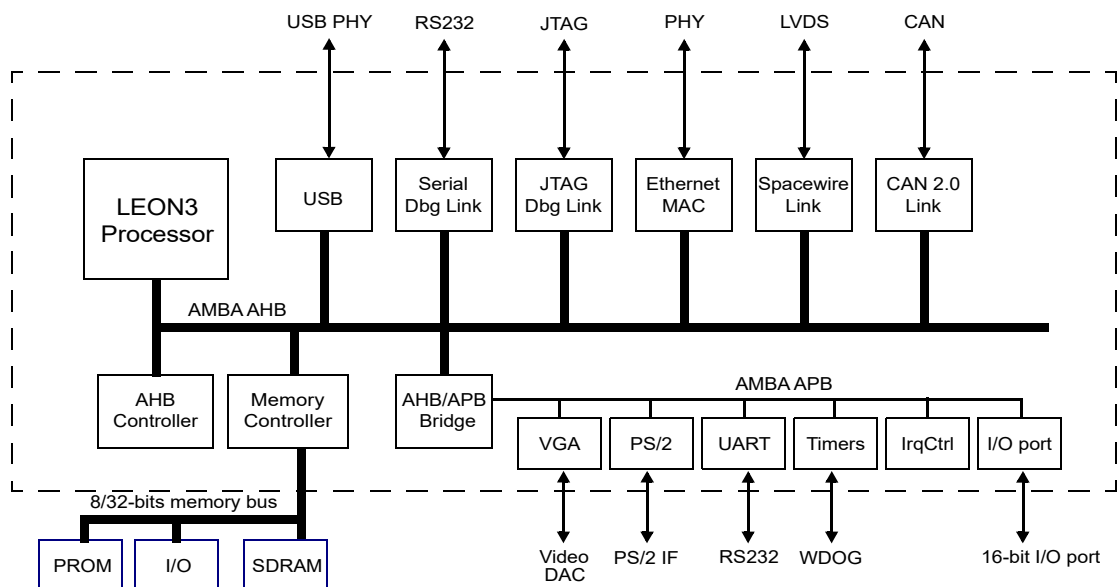 USB PHY
RS232
JTAG
PHY
LVDS
CAN
LEON3
Processor
USB
Serial
Dbg Link
JTAG
Dbg Link
Ethernet
MAC
Spacewire
Link
CAN 2.0
Link
AMBA AHB
AHB
Controller
Memory
Controller
AHB/APB
Bridge
AMBA APB
VGA
PS/2
UART
Timers
IrqCtrl
I/O port
8/32-bits memory bus
PROM
I/O
SDRAM
Video
DAC
PS/2 IF
RS232
WDOG
16-bit I/O port